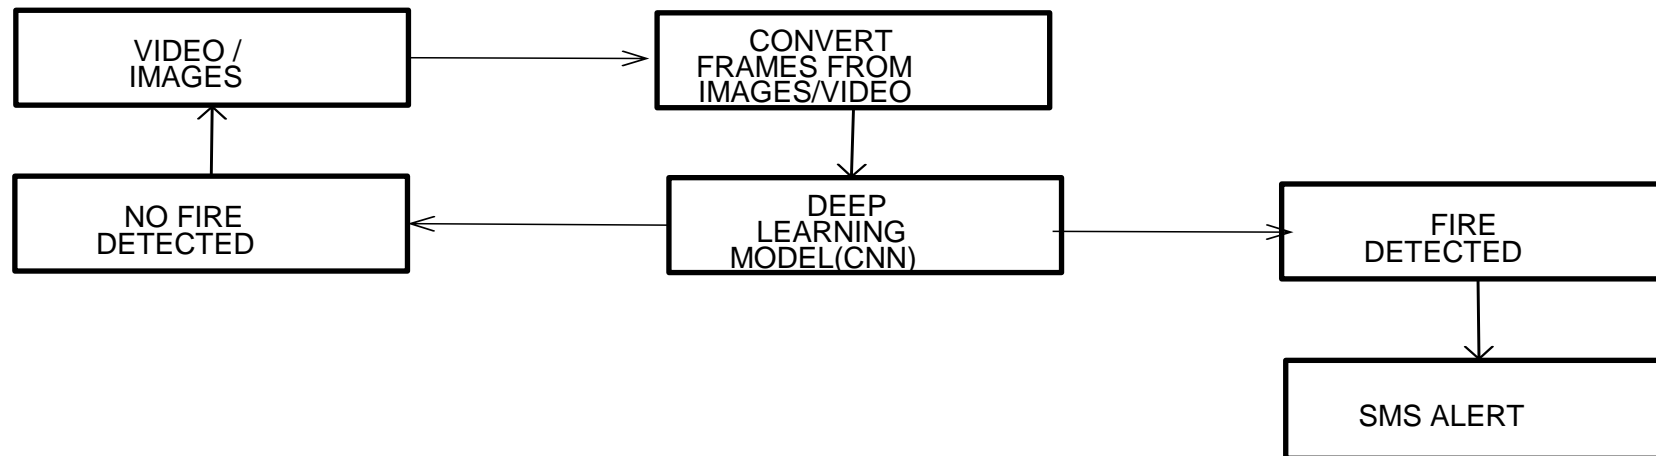 VIDEO /
IMAGES
CONVERT
FRAMES FROM
IMAGES/VIDEO
NO FIRE
DETECTED
DEEP
LEARNING
MODEL(CNN)
FIRE
DETECTED
SMS ALERT